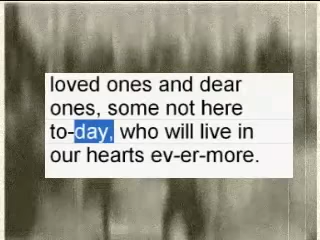 loved ones and dear
ones, some not here
to-day, who will live in
our hearts ev-er-more.